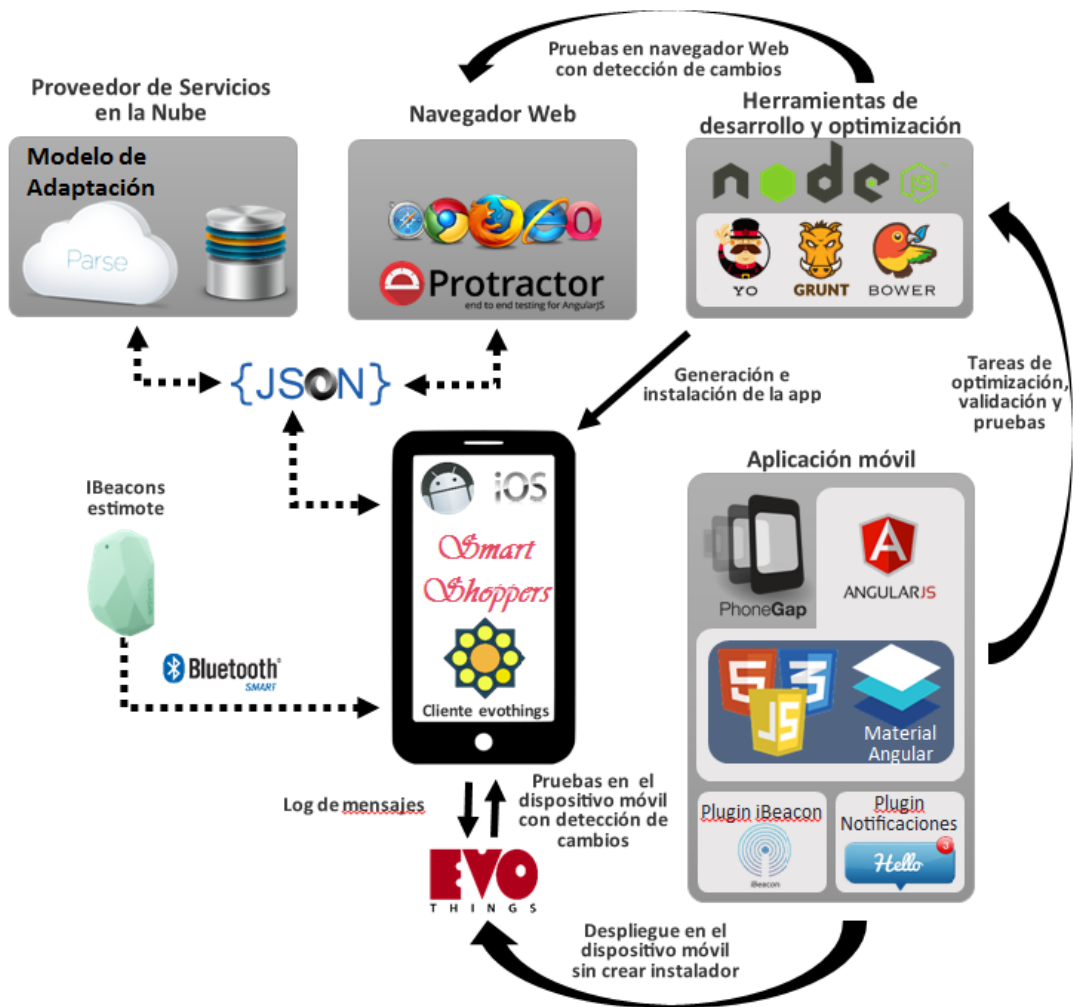 Pruebas en navegador Web
con detección de cambios
Proveedor de Servicios
en la Nube
Modelo de
Adaptación
Parse
Navegador Web
Protractor
end to end testing for AngularJS
Herramientas de
desarrollo y optimización
node
JS
™
YO
GRUNT
BOWER
{JSON}
Generación e
instalación de la app
Tareas de
optimización,
validación y
pruebas
IBeacons
estimote
Bluetooth®
SMART
iOS
Smart
Shoppers
Cliente evothings
Log de mensajes
Pruebas en el
dispositivo móvil
con detección de
cambios
EVO
THINGS
Aplicación móvil
PhoneGap
A
ANGULARJS
5
3
JS
Material
Angular
Plugin iBeacon
iBeacon
Plugin
Notificaciones
3
Hello
Despliegue en el
dispositivo móvil
sin crear instalador